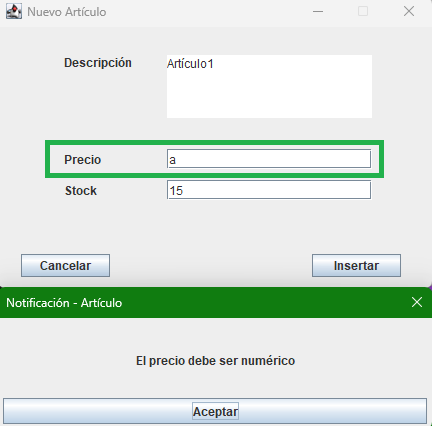 Nuevo Artículo
Descripción Artículo1
Precio a
Stock 15
Cancelar Insertar
Notificación - Artículo
El precio debe ser numérico
Aceptar